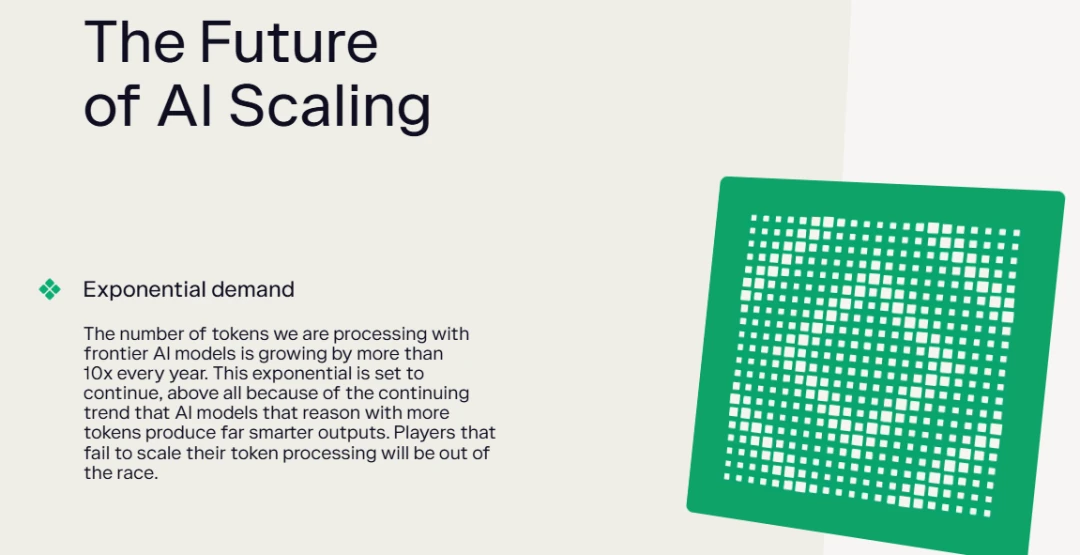 The Future
of AI Scaling
Exponential demand
The number of tokens we are processing with
frontier AI models is growing by more than
10x every year. This exponential is set to
continue, above all because of the continuing
trend that AI models that reason with more
tokens produce far smarter outputs. Players that
fail to scale their token processing will be out of
the race.